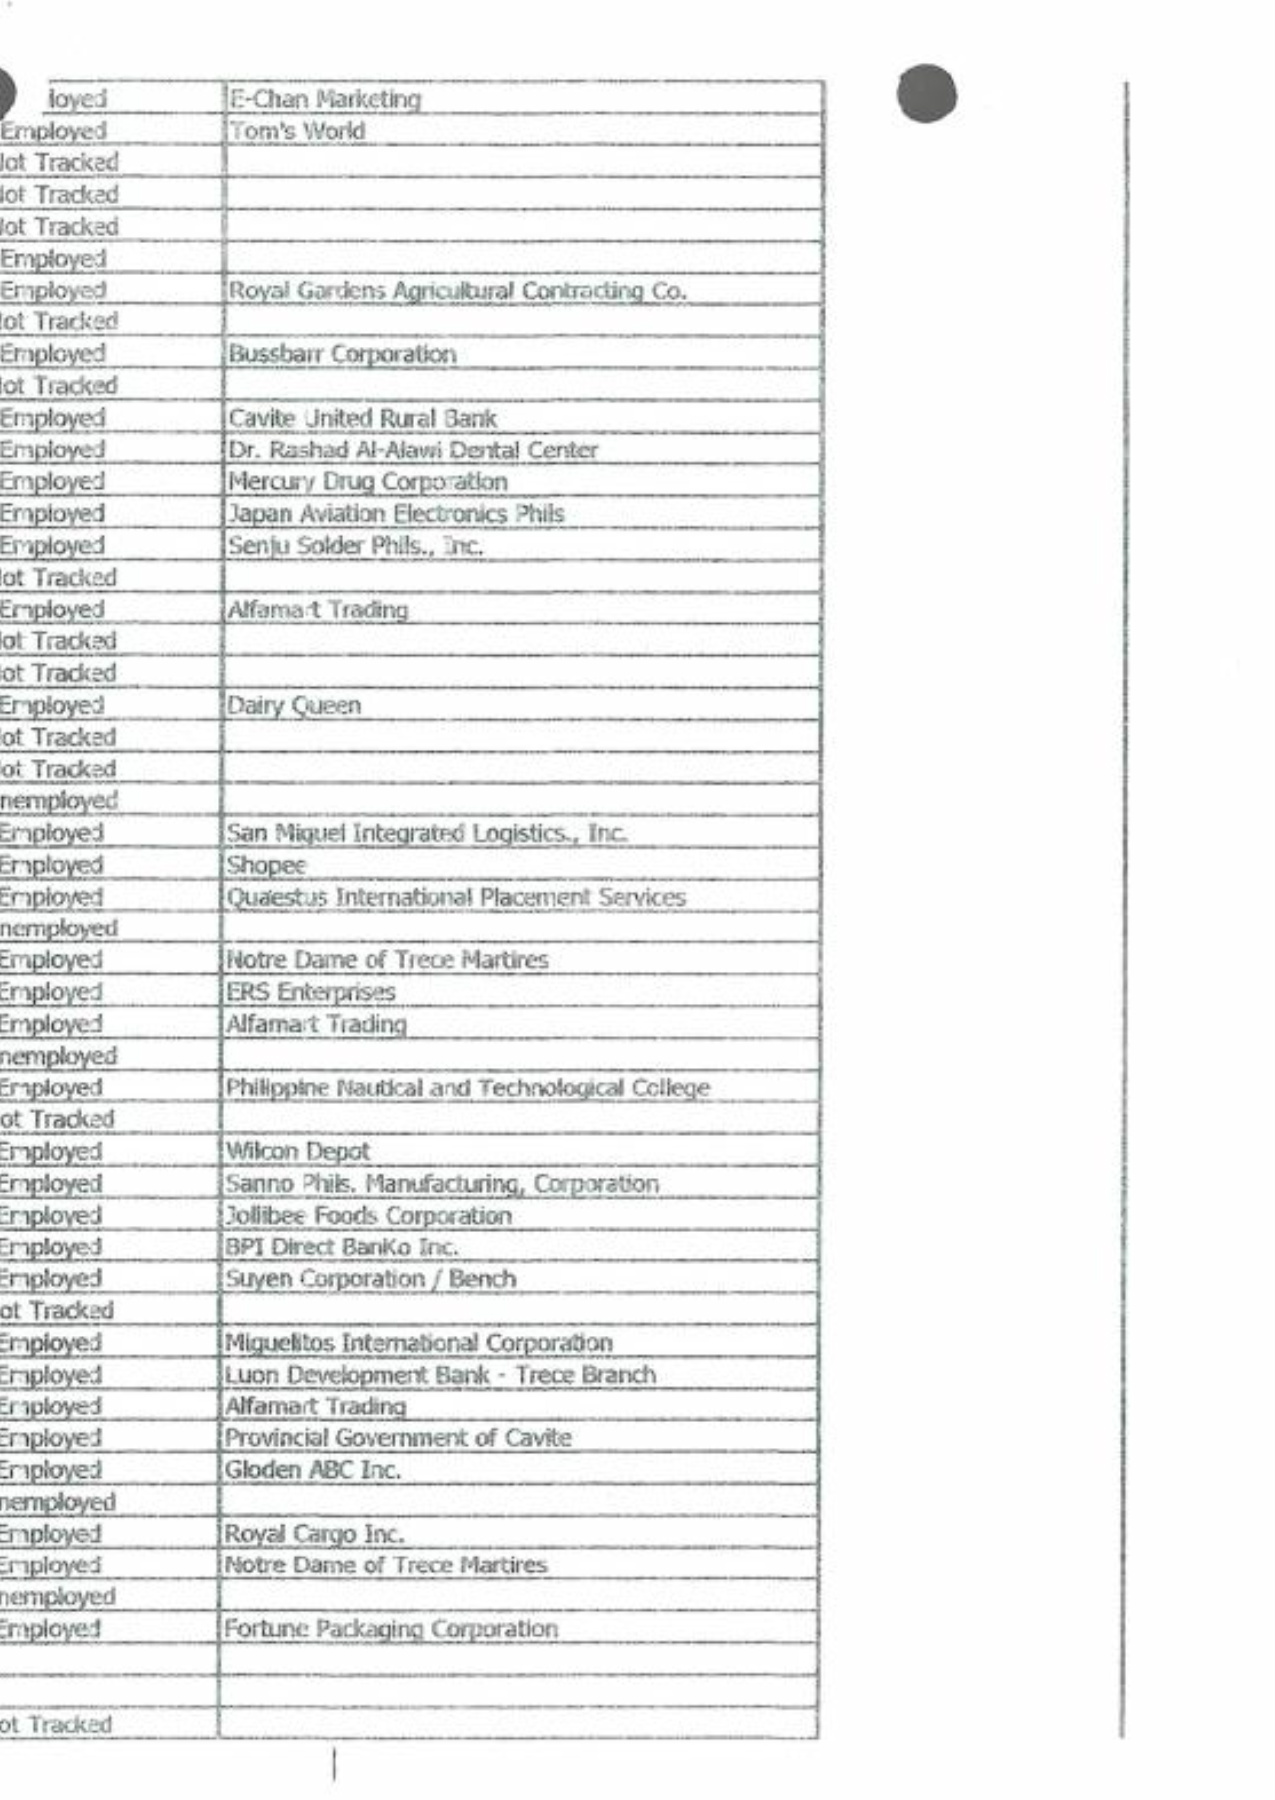 loyed E-Chan Marketing
Employed Tom's World
lot Tracked
lot Tracked
lot Tracked
Employed
Employed Royal Gardens Agricultural Contracting Co.
lot Tracked
Employed Bussbarr Corporation
lot Tracked
Employed Cavite United Rural Bank
Employed Dr. Rashad Al-Alawi Dental Center
Employed Mercury Drug Corporation
Employed Japan Aviation Electronics Phils
Employed Senju Solder Phils., Inc.
lot Tracked
Employed Alfamart Trading
lot Tracked
lot Tracked
Employed Dairy Queen
lot Tracked
lot Tracked
nemployed
Employed San Miquel Integrated Logistics., Inc.
Employed Shopee
Employed Quaestus International Placement Services
nemployed
Employed Notre Dame of Trece Martires
Employed ERS Enterprises
Employed Alfamart Trading
nemployed
Employed Philippine Nautical and Technological College
ot Tracked
Employed Wilcon Depot
Employed Sanno Phils. Manufacturing, Corporation
Employed Jollibee Foods Corporation
Employed BPI Direct BanKo Inc.
Employed Suyen Corporation / Bench
ot Tracked
Employed Miguelitos International Corporation
Employed Luon Development Bank - Trece Branch
Employed Alfamart Trading
Employed Provincial Government of Cavite
Employed Gloden ABC Inc.
nemployed
Employed Royal Cargo Inc.
Employed Notre Dame of Trece Martires
nemployed
Employed Fortune Packaging Corporation
ot Tracked